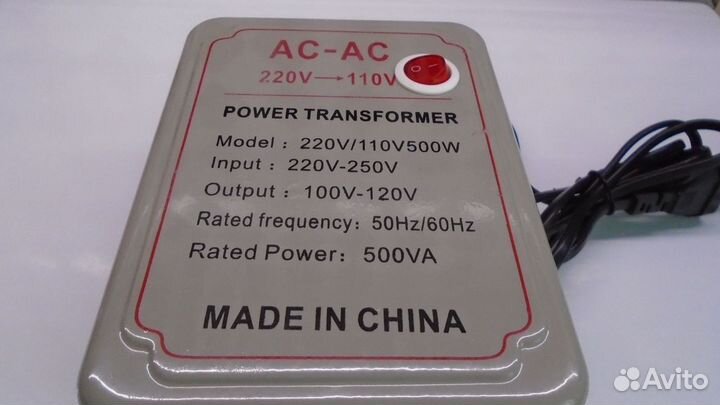 AC-AC
220V→110V
POWER TRANSFORMER
Model : 220V/110V500W
Input : 220V-250V
Output : 100V-120V
Rated frequency: 50Hz/60Hz
Rated Power: 500VA
MADE IN CHINA
Avito